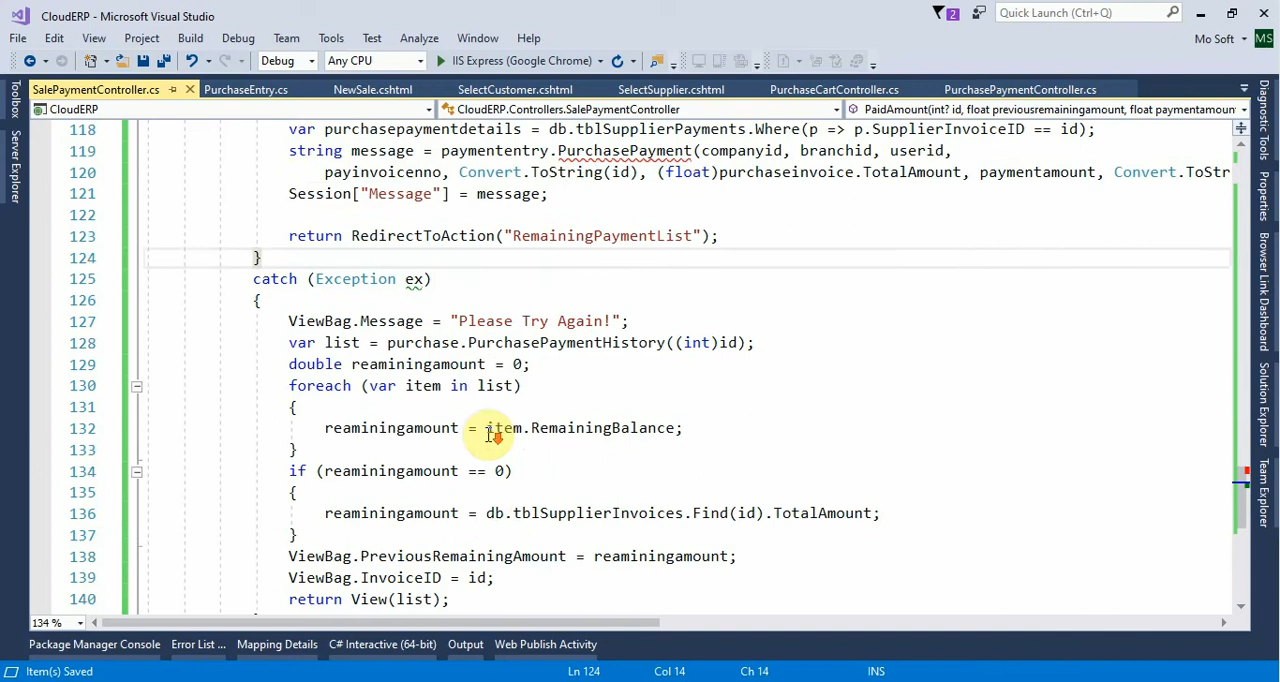 CloudERP - Microsoft Visual Studio
2
Quick Launch (Ctrl+Q)
File Edit View Project Build Debug Team Tools Test Analyze Window Help
Mo Soft MS
Debug Any CPU IIS Express (Google Chrome)
SalePaymentController.cs PurchaseEntry.cs NewSale.cshtml SelectCustomer.cshtml SelectSupplier.cshtml PurchaseCartController.cs PurchasePaymentController.cs
CloudERP CloudERP.Controllers.SalePaymentController PaidAmount(int? id, float previousremainingamount, float paymentamoun
Toolbox
Server Explorer
Diagnostic Tools
Properties
Browser Link Dashboard
Solution Explorer
Team Explorer
118 var purchasepaymentdetails = db.tblSupplierPayments.Where(p => p.SupplierInvoiceID == id);
119 string message = paymententry.PurchasePayment(companyid, branchid, userid,
120 payinvoicenno, Convert.ToString(id), (float)purchaseinvoice.TotalAmount, paymentamount, Convert.ToStr
121 Session["Message"] = message;
122
123 return RedirectToAction("RemainingPaymentList");
124 }
125 catch (Exception ex)
126 {
127 ViewBag.Message = "Please Try Again!";
128 var list = purchase.PurchasePaymentHistory((int)id);
129 double reaminingamount = 0;
130 foreach (var item in list)
131 {
132 reaminingamount = item.RemainingBalance;
133 }
134 if (reaminingamount == 0)
135 {
136 reaminingamount = db.tblSupplierInvoices.Find(id).TotalAmount;
137 }
138 ViewBag.PreviousRemainingAmount = reaminingamount;
139 ViewBag.InvoiceID = id;
140 return View(list);
134 %
Package Manager Console Error List ... Mapping Details C# Interactive (64-bit) Output Web Publish Activity
Item(s) Saved Ln 124 Col 14 Ch 14 INS